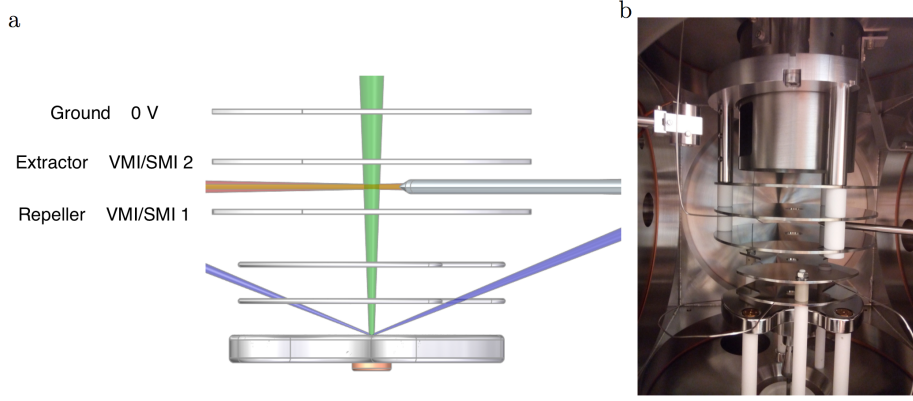 a
b
Ground 0 V
Extractor VMI/SMI 2
Repeller VMI/SMI 1